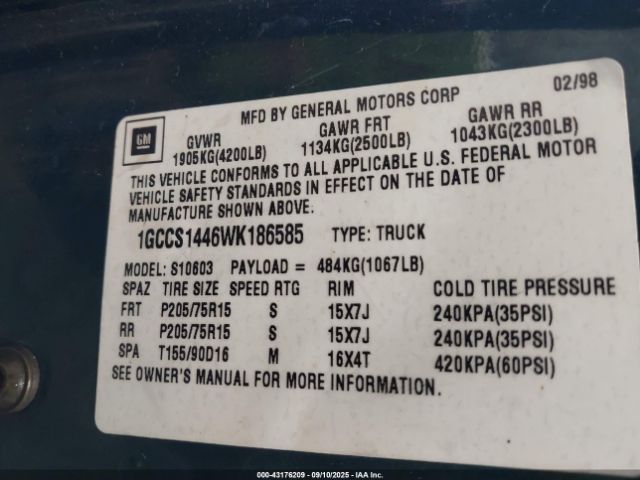 MFD BY GENERAL MOTORS CORP 02/98
GM GVWR GAWR FRT GAWR RR
1905KG(4200LB) 1134KG(2500LB) 1043KG(2300LB)
THIS VEHICLE CONFORMS TO ALL APPLICABLE U.S. FEDERAL MOTOR
VEHICLE SAFETY STANDARDS IN EFFECT ON THE DATE OF
MANUFACTURE SHOWN ABOVE.
1GCCS1446WK186585 TYPE: TRUCK
MODEL: S10603 PAYLOAD = 484KG(1067LB)
SPAZ TIRE SIZE SPEED RTG RIM COLD TIRE PRESSURE
FRT P205/75R15 S 15X7J 240KPA(35PSI)
RR P205/75R15 S 15X7J 240KPA(35PSI)
SPA T155/90D16 M 16X4T 420KPA(60PSI)
SEE OWNER'S MANUAL FOR MORE INFORMATION.
000-43176209 - 09/10/2025 - IAA Inc.